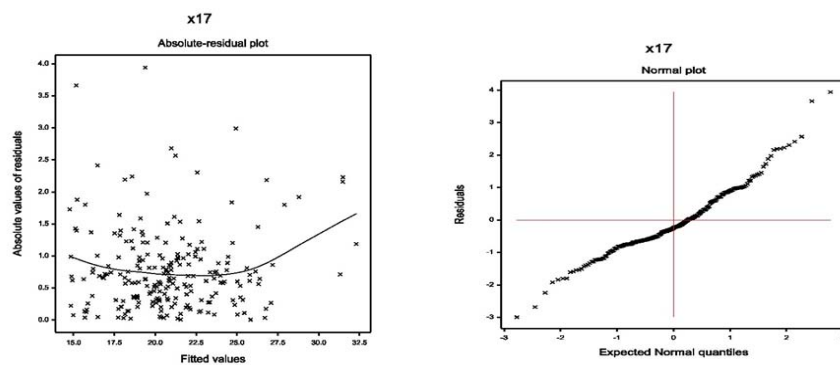 x17
Absolute-residual plot
4.0
3.5
3.0
2.5
2.0
1.5
1.0
0.5
0.0
Absolute values of residuals
15.0 17.5 20.0 22.5 25.0 27.5 30.0 32.5
Fitted values
x17
Normal plot
4
3
2
1
0
-1
-2
-3
Residuals
-3 -2 -1 0 1 2
Expected Normal quantiles